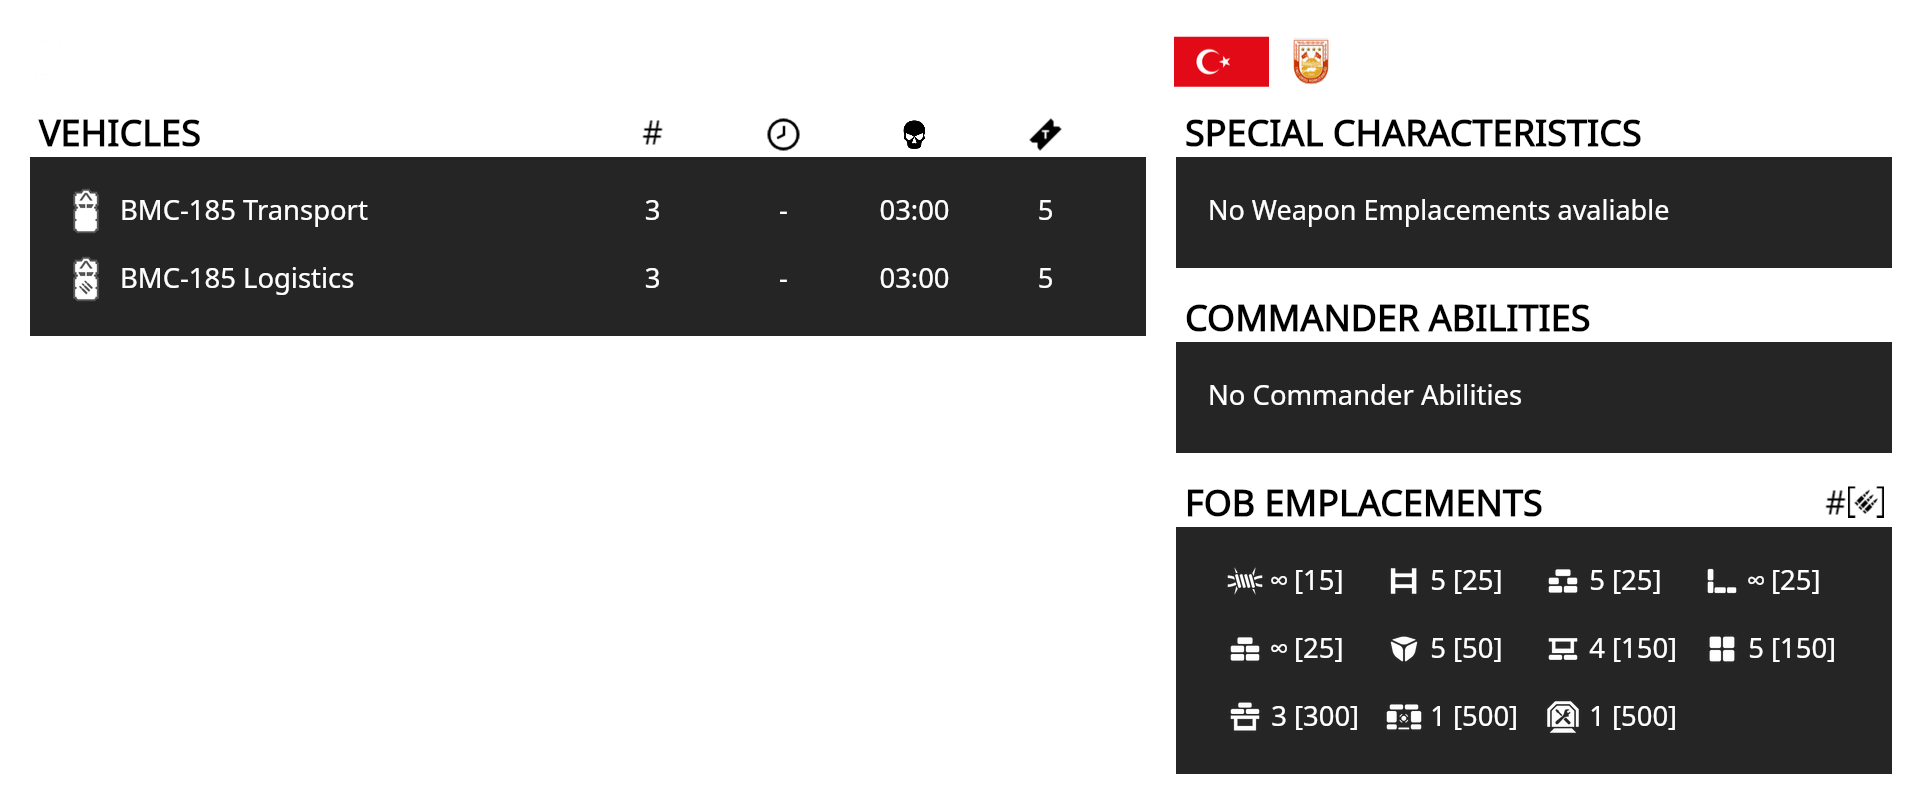 VEHICLES #
BMC-185 Transport 3 - 03:00 5
BMC-185 Logistics 3 - 03:00 5
SPECIAL CHARACTERISTICS
No Weapon Emplacements avaliable
COMMANDER ABILITIES
No Commander Abilities
FOB EMPLACEMENTS #[]
∞ [15] 5 [25] 5 [25] ∞ [25]
∞ [25] 5 [50] 4 [150] 5 [150]
3 [300] 1 [500] 1 [500]